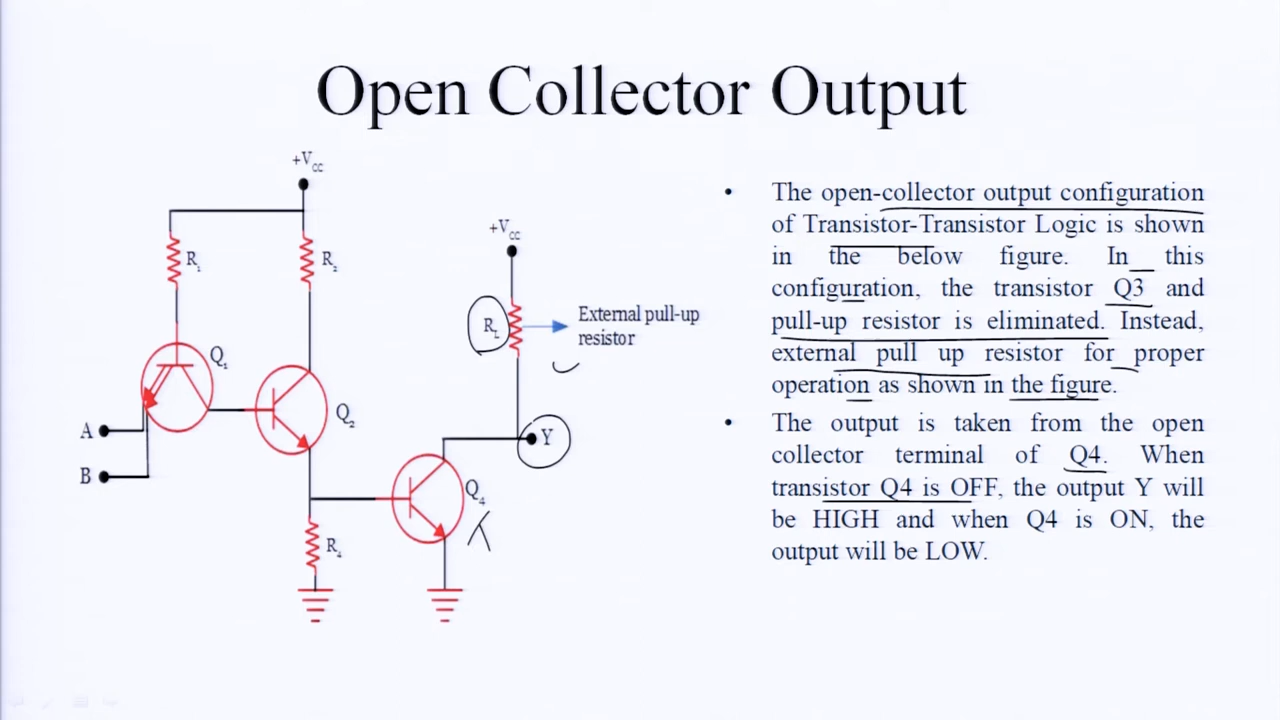 Open Collector Output
+Vcc
R1
R2
Q1
A
B
Q2
R4
Q4
+Vcc
RL
External pull-up
resistor
Y
• The open-collector output configuration
of Transistor-Transistor Logic is shown
in the below figure. In this
configuration, the transistor Q3 and
pull-up resistor is eliminated. Instead,
external pull up resistor for proper
operation as shown in the figure.
• The output is taken from the open
collector terminal of Q4. When
transistor Q4 is OFF, the output Y will
be HIGH and when Q4 is ON, the
output will be LOW.